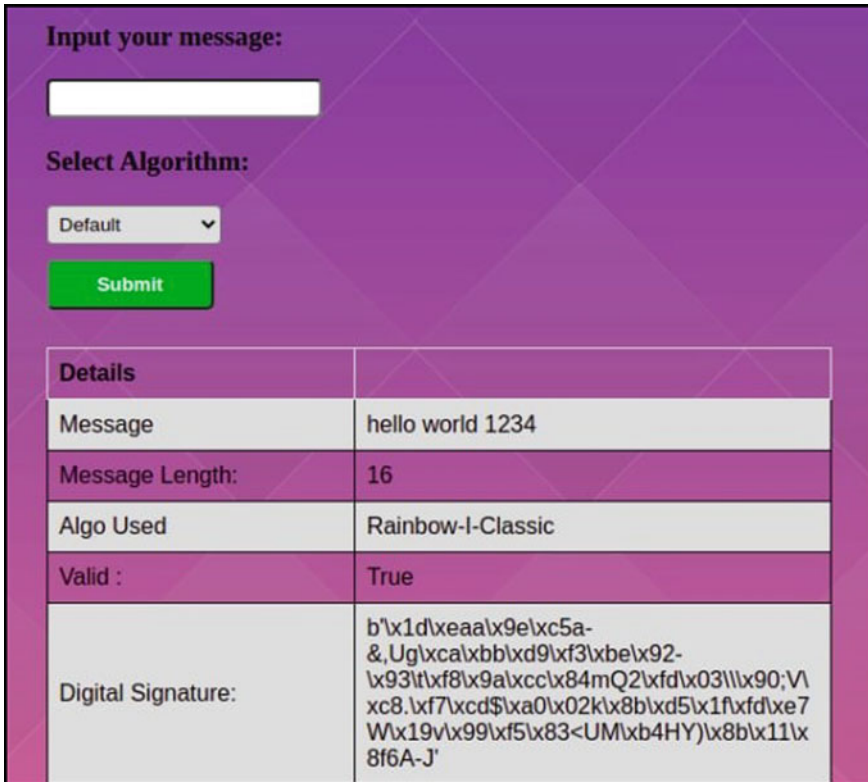 Input your message:
Select Algorithm:
Default
Submit
Details
Message hello world 1234
Message Length: 16
Algo Used Rainbow-I-Classic
Valid : True
Digital Signature:
b'\x1d\xeaa\x9e\xc5a-
&,Ug\xca\xbb\xd9\xf3\xbe\x92-
\x93\t\xf8\x9a\xcc\x84mQ2\xfd\x03\\\x90;V\
xc8.\xf7\xcd$\xa0\x02k\x8b\xd5\x1f\xfd\xe7
W\x19v\x99\xf5\x83<UM\xb4HY)\x8b\x11\x
8f6A-J'